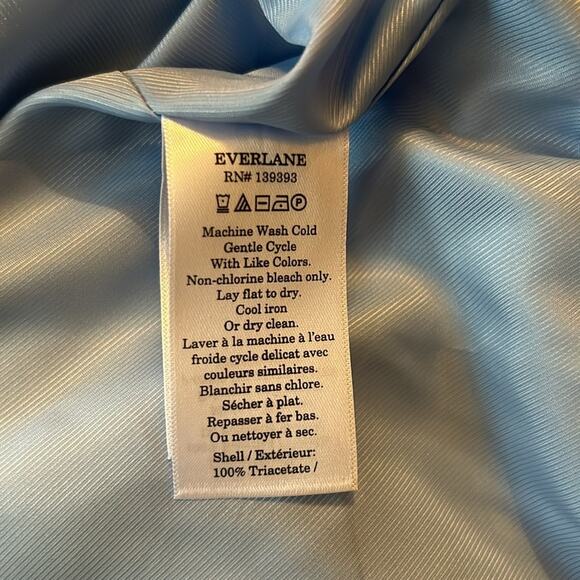 EVERLANE
RN# 139393
P
Machine Wash Cold
Gentle Cycle
With Like Colors.
Non-chlorine bleach only.
Lay flat to dry.
Cool iron
Or dry clean.
Laver à la machine à l'eau
froide cycle delicat avec
couleurs similaires.
Blanchir sans chlore.
Sécher à plat.
Repasser à fer bas.
Ou nettoyer à sec.
Shell / Extérieur:
100% Triacetate /